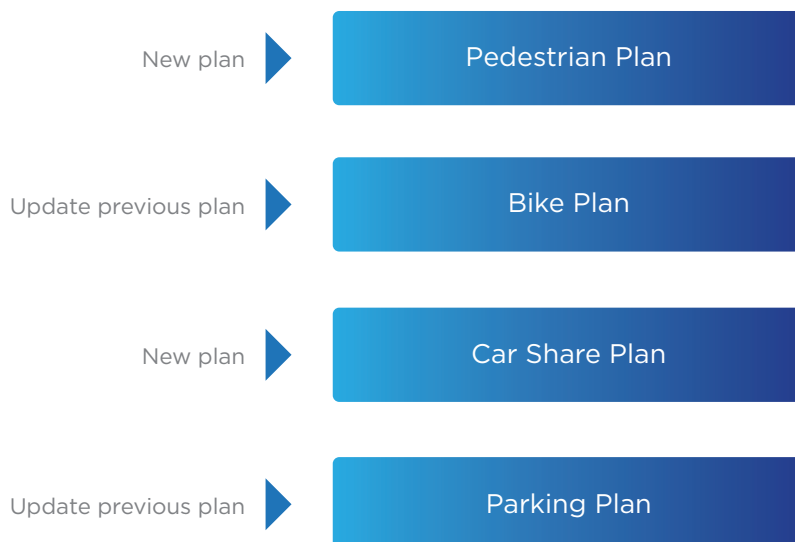 New plan
Pedestrian Plan
Update previous plan
Bike Plan
New plan
Car Share Plan
Update previous plan
Parking Plan